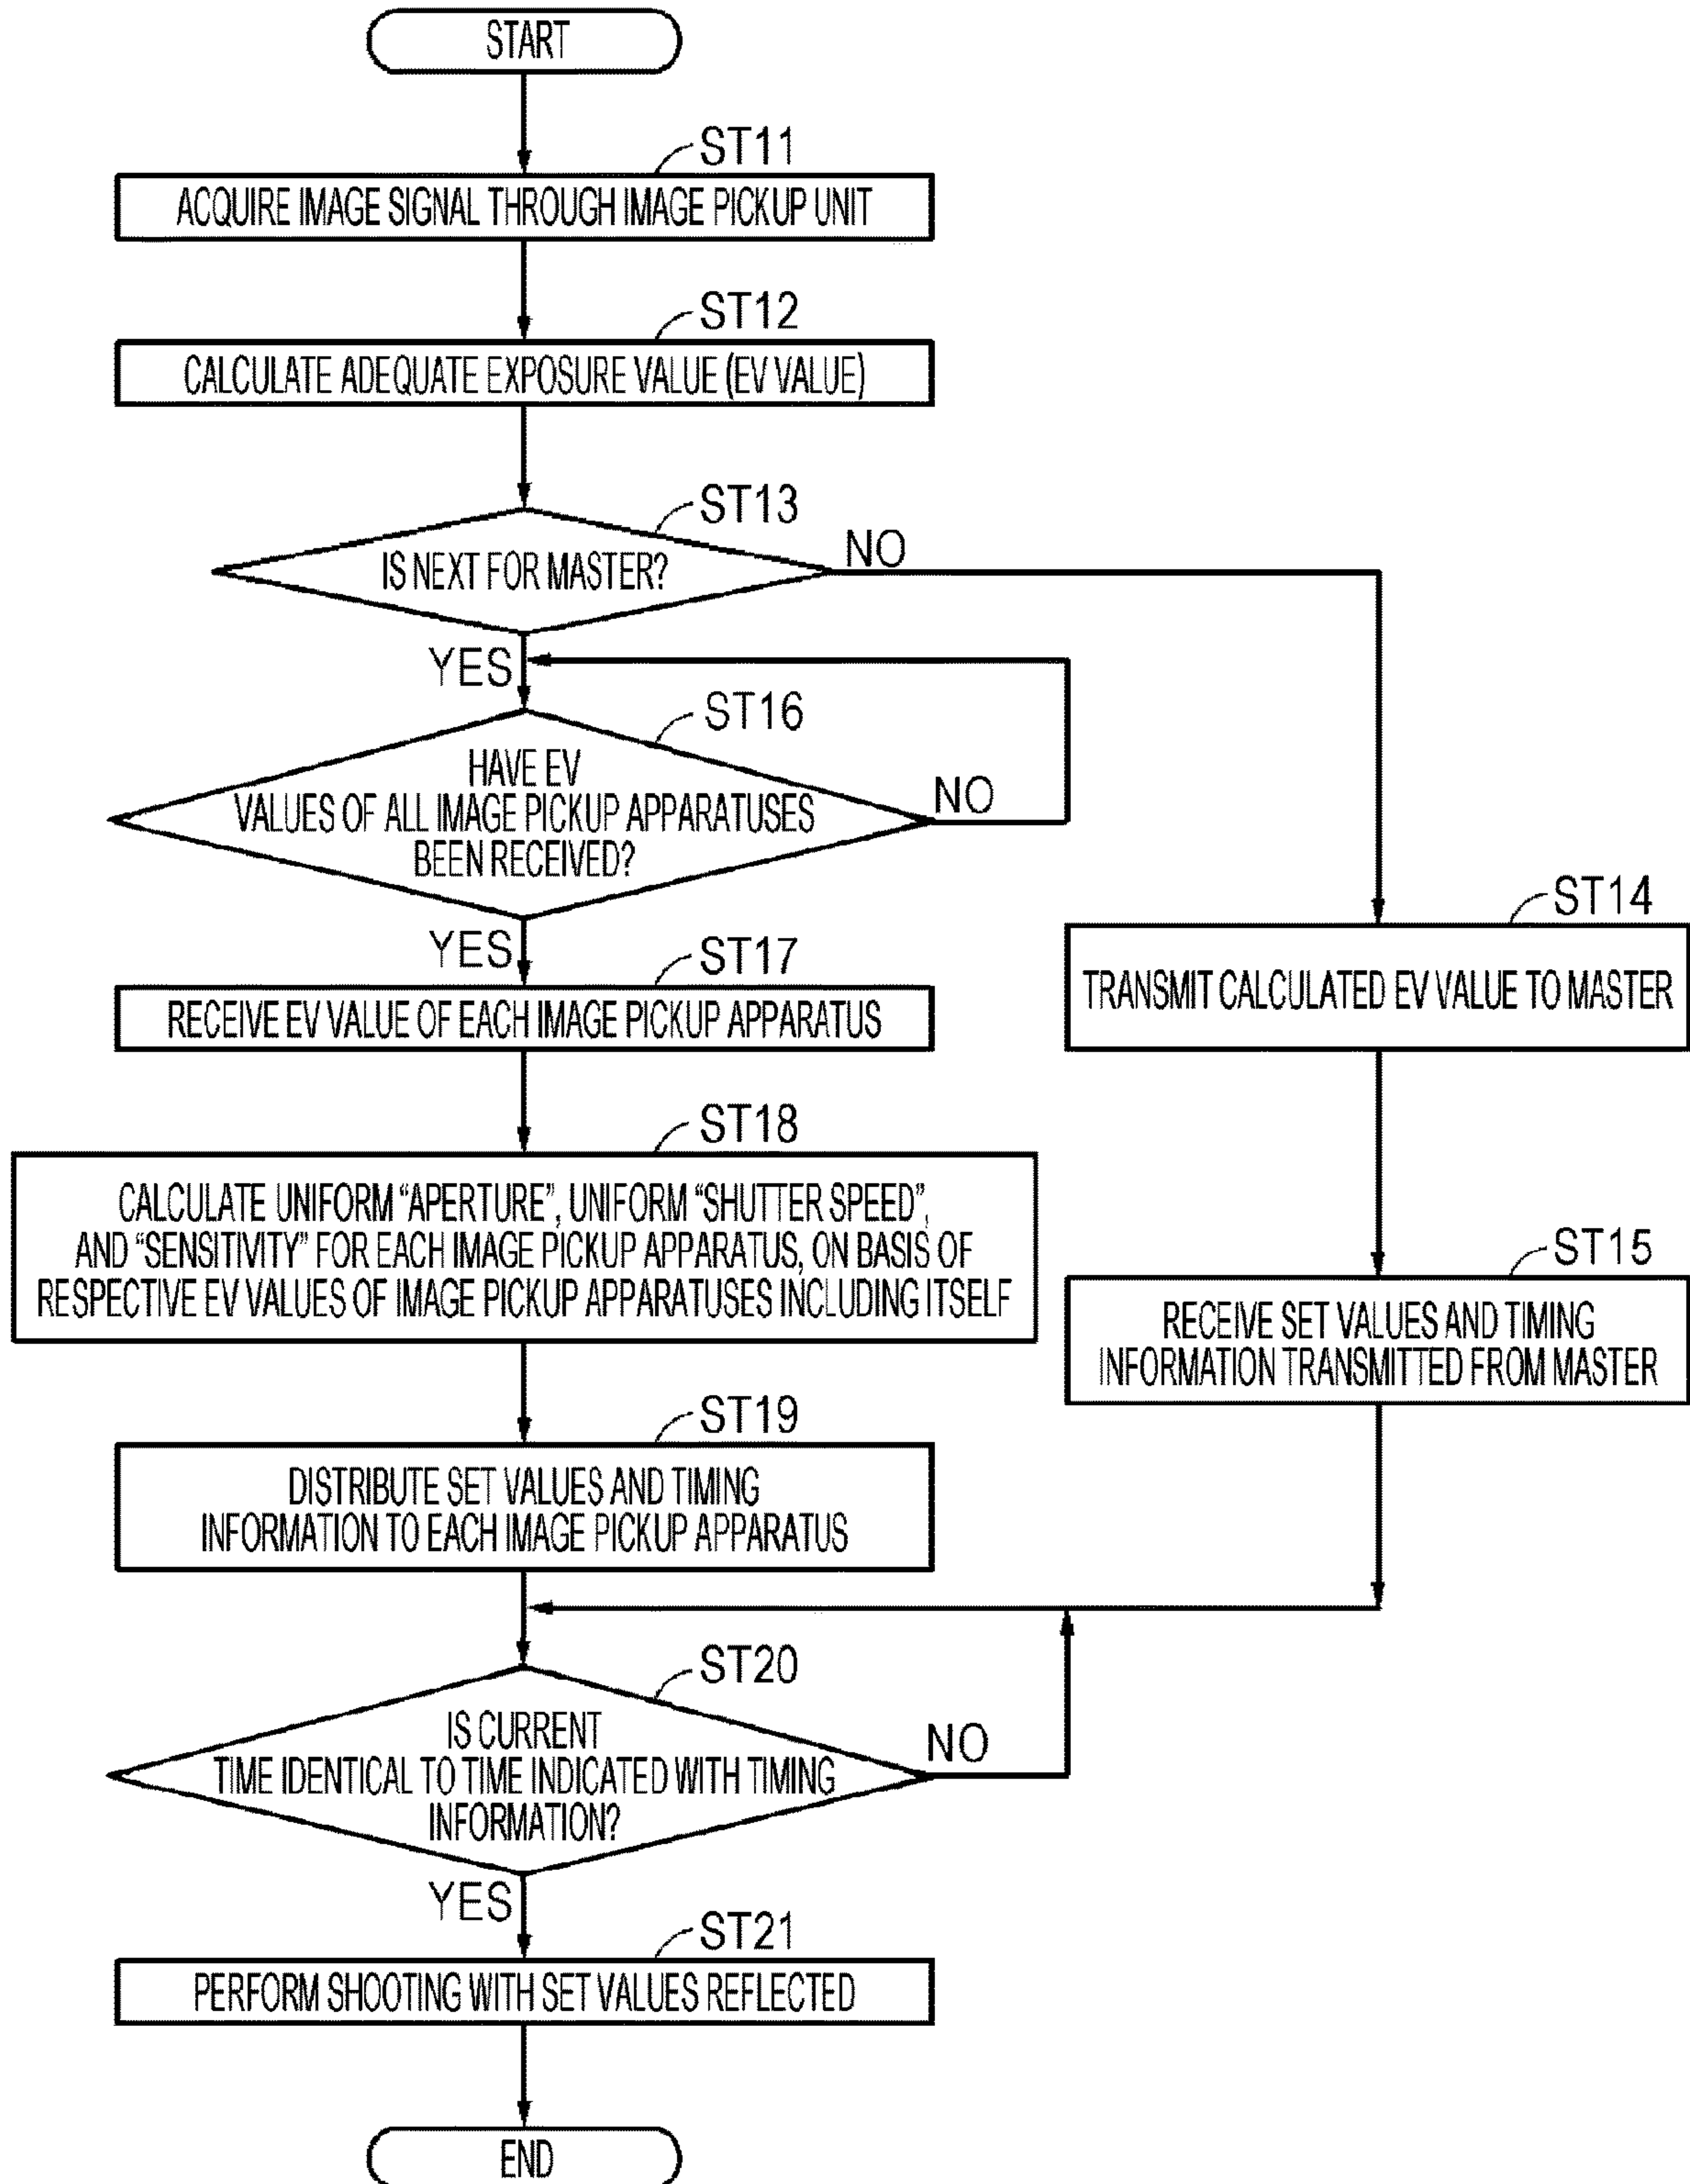 START
ST11
ACQUIRE IMAGE SIGNAL THROUGH IMAGE PICKUP UNIT
ST12
CALCULATE ADEQUATE EXPOSURE VALUE (EV VALUE)
ST13
IS NEXT FOR MASTER?
NO
YES
ST16
HAVE EV
VALUES OF ALL IMAGE PICKUP APPARATUSES
BEEN RECEIVED?
NO
YES
ST14
TRANSMIT CALCULATED EV VALUE TO MASTER
ST17
RECEIVE EV VALUE OF EACH IMAGE PICKUP APPARATUS
ST18
CALCULATE UNIFORM “APERTURE”, UNIFORM “SHUTTER SPEED”,
AND “SENSITIVITY” FOR EACH IMAGE PICKUP APPARATUS, ON BASIS OF
RESPECTIVE EV VALUES OF IMAGE PICKUP APPARATUSES INCLUDING ITSELF
ST15
RECEIVE SET VALUES AND TIMING
INFORMATION TRANSMITTED FROM MASTER
ST19
DISTRIBUTE SET VALUES AND TIMING
INFORMATION TO EACH IMAGE PICKUP APPARATUS
ST20
IS CURRENT
TIME IDENTICAL TO TIME INDICATED WITH TIMING
INFORMATION?
NO
YES
ST21
PERFORM SHOOTING WITH SET VALUES REFLECTED
END